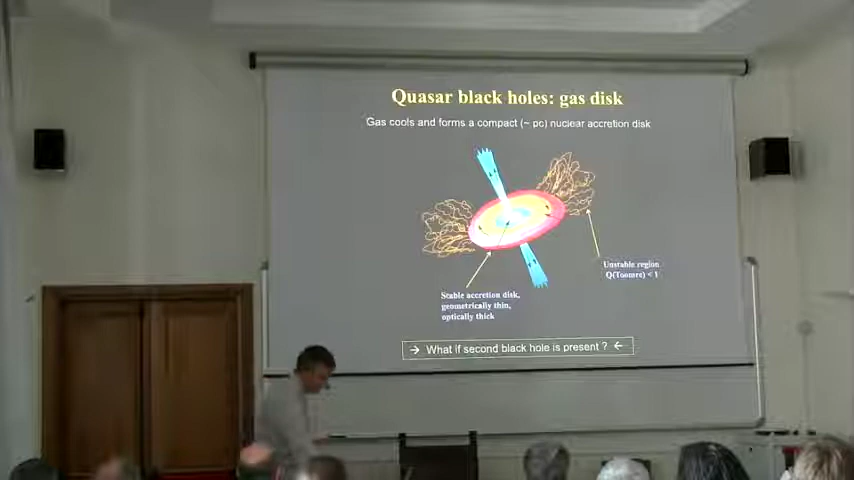 Quasar black holes: gas disk
Gas cools and forms a compact (~ pc) nuclear accretion disk
Unstable region
Q(Toomre) < 1
Stable accretion disk,
geometrically thin,
optically thick
→ What if second black hole is present ? ←